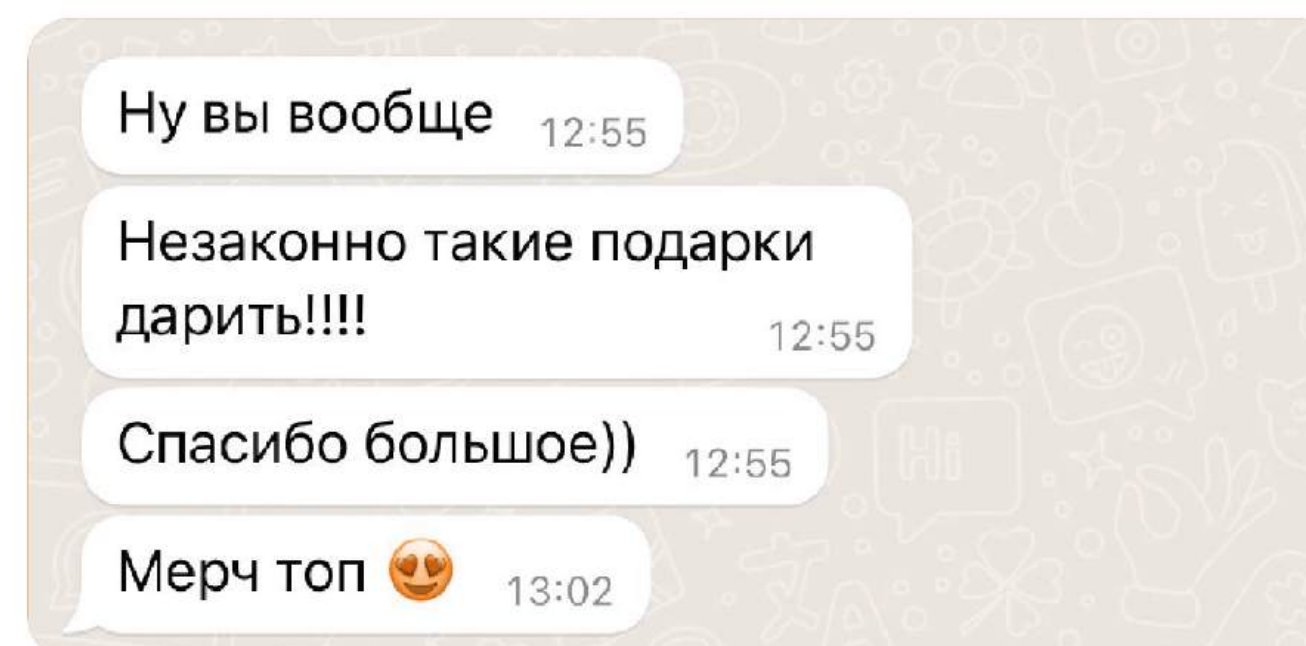 Ну вы вообще 12:55
Незаконно такие подарки
дарить!!!! 12:55
Спасибо большое)) 12:55
Мерч топ 😍 13:02
Hi